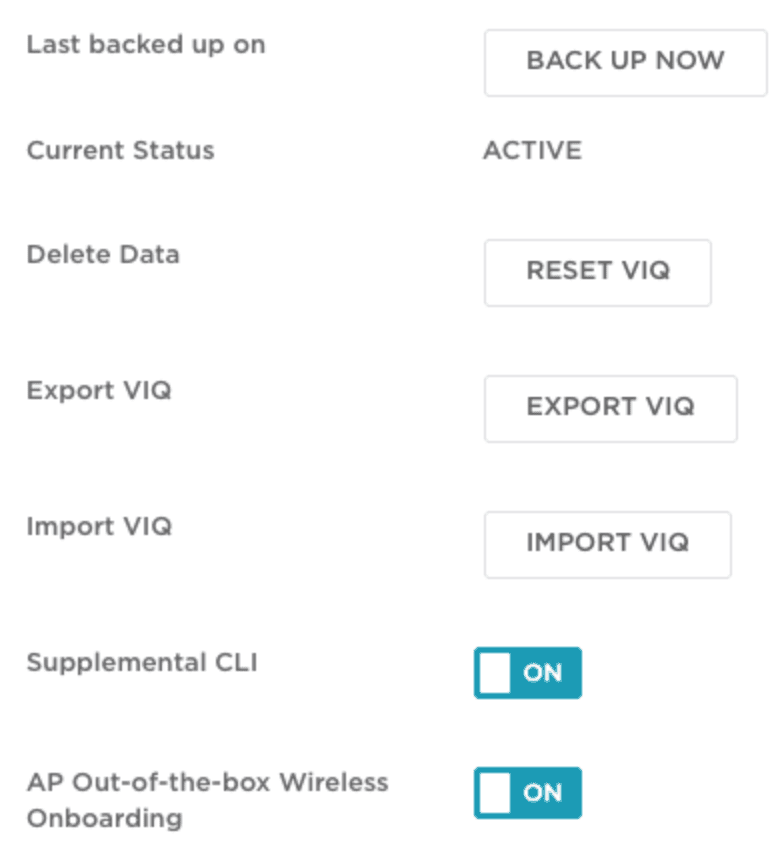 Last backed up on
BACK UP NOW
Current Status
ACTIVE
Delete Data
RESET VIQ
Export VIQ
EXPORT VIQ
Import VIQ
IMPORT VIQ
Supplemental CLI
ON
AP Out-of-the-box Wireless
Onboarding
ON